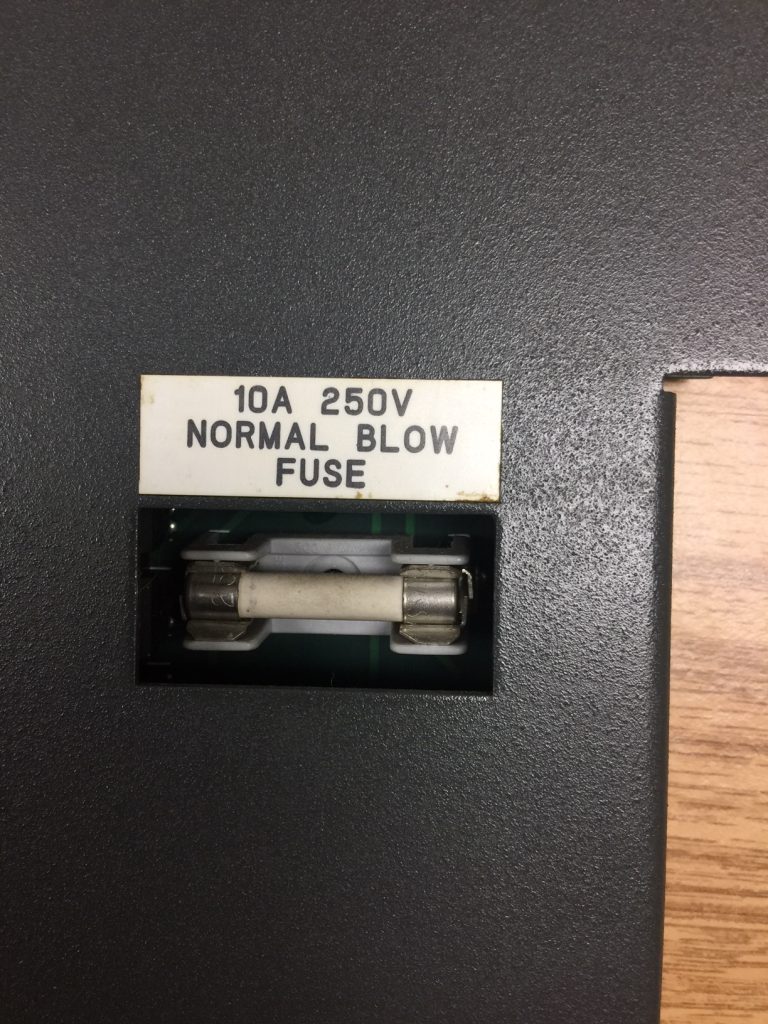 10A 250V
NORMAL BLOW
FUSE